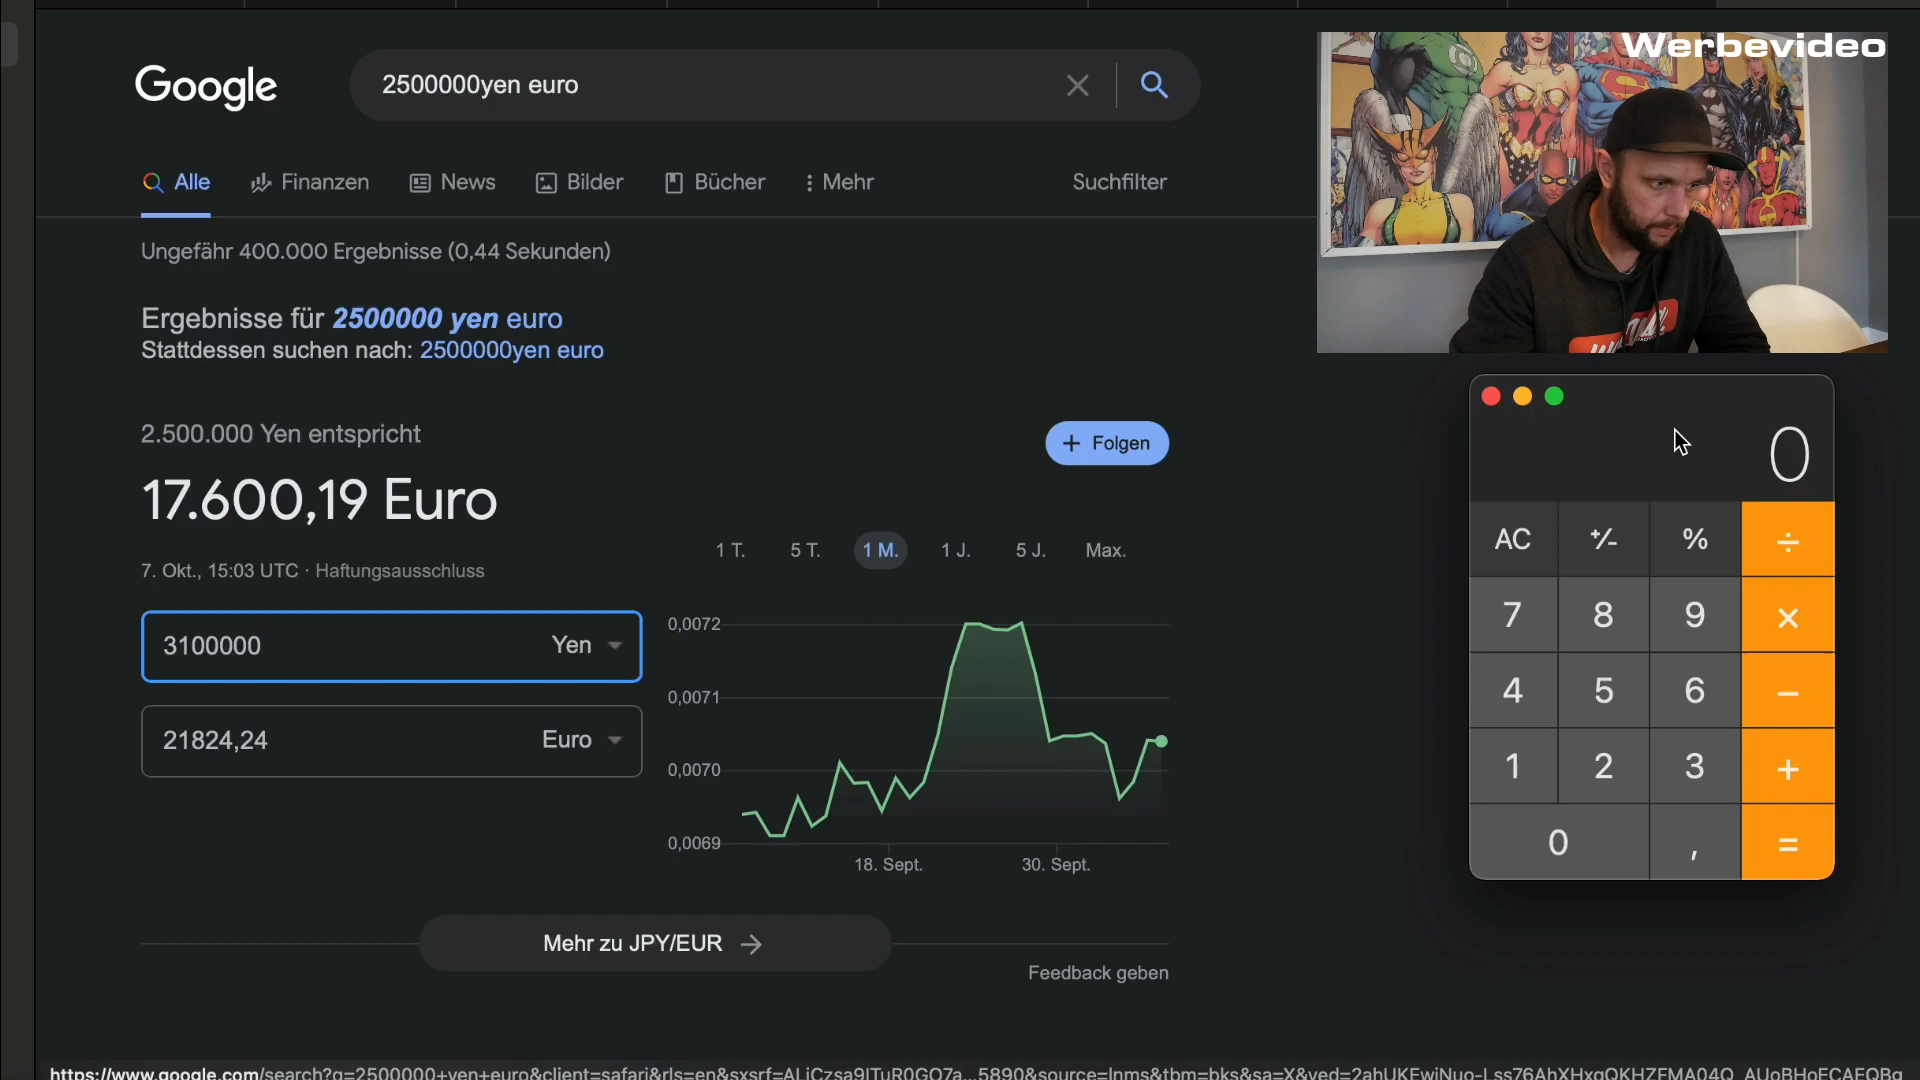 Werbevideo
Google
2500000yen euro
Alle
Finanzen
News
Bilder
Bücher
Mehr
Suchfilter
Ungefähr 400.000 Ergebnisse (0,44 Sekunden)
Ergebnisse für 2500000 yen euro
Stattdessen suchen nach: 2500000yen euro
2.500.000 Yen entspricht
+ Folgen
17.600,19 Euro
7. Okt., 15:03 UTC · Haftungsausschluss
1 T.
5 T.
1 M.
1 J.
5 J.
Max.
3100000 Yen
21824,24 Euro
0,0072
0,0071
0,0070
0,0069
18. Sept.
30. Sept.
Mehr zu JPY/EUR
Feedback geben
0
AC +/- % ÷
7 8 9 ×
4 5 6 −
1 2 3 +
0 , =